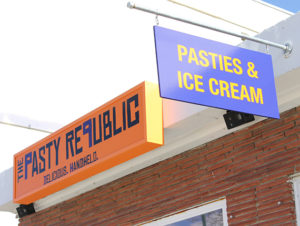 THE PASTY REPUBLIC
DELICIOUS. HANDHELD.
PASTIES &
ICE CREAM